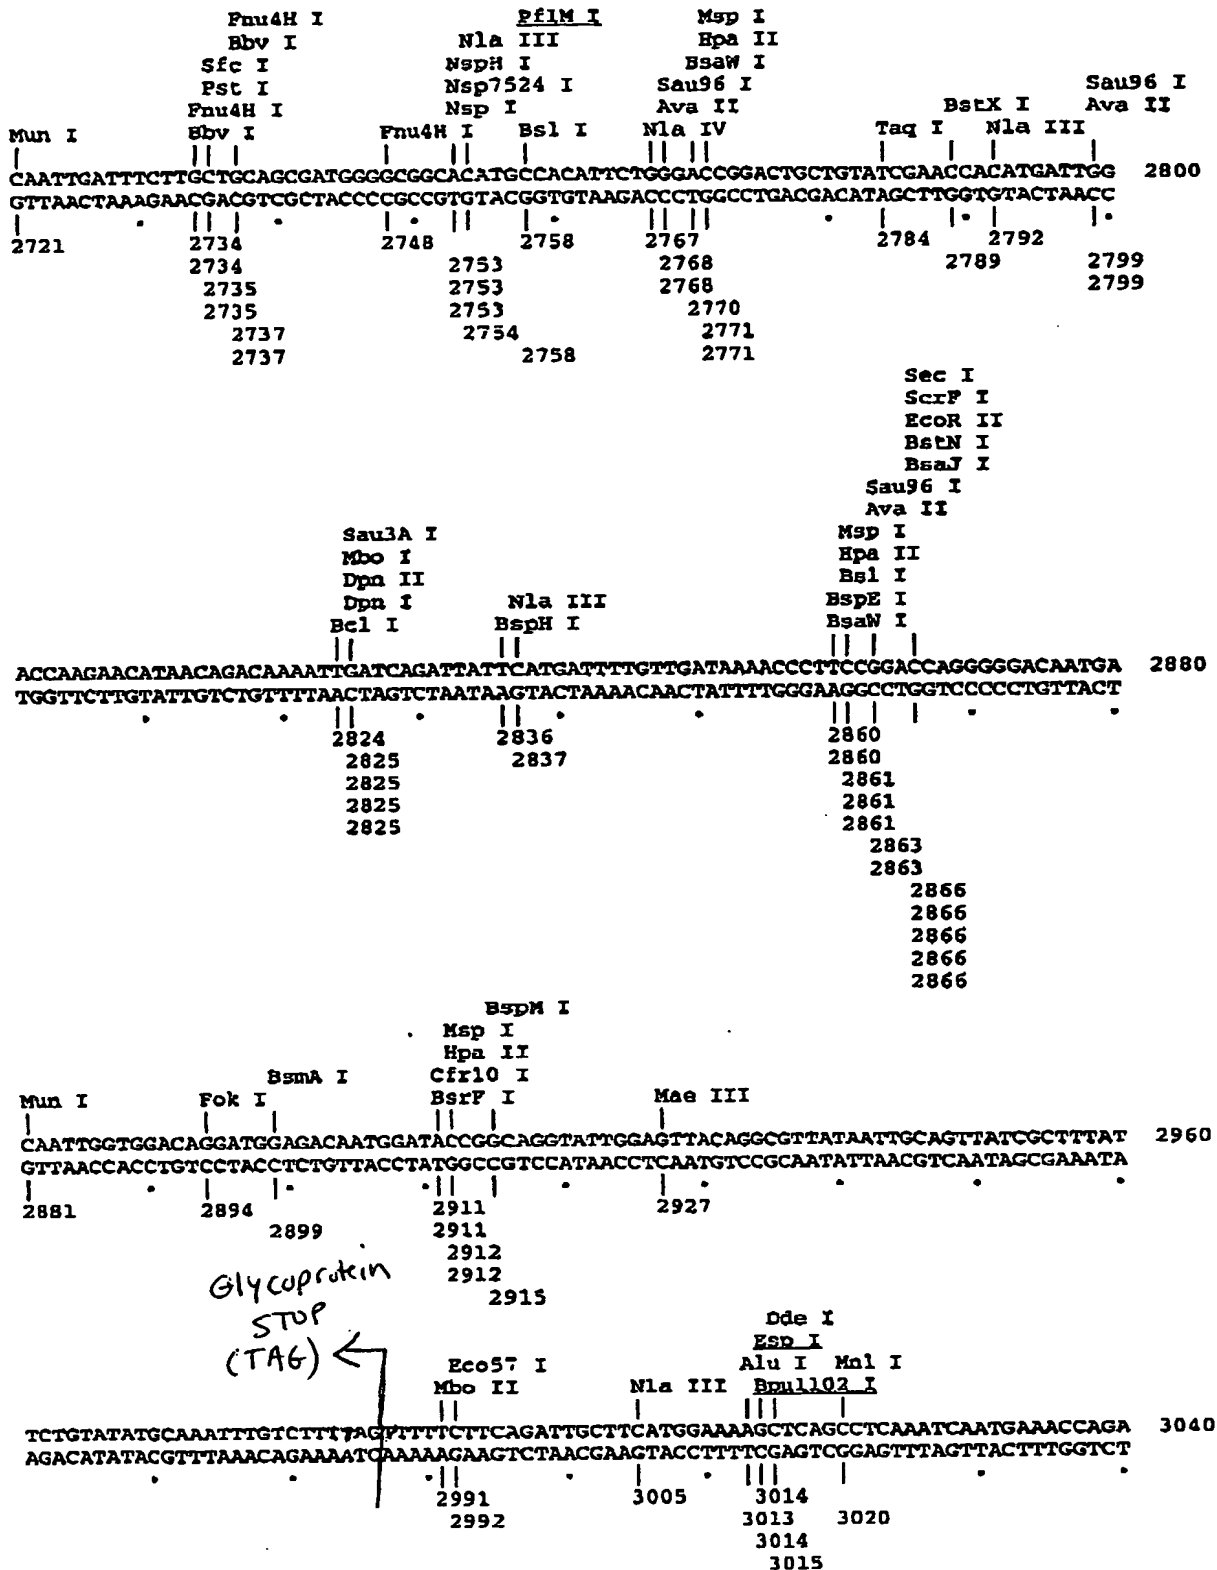 Fnu4H I PflM I Msp I
Bbv I Nla III Hpa II
Sfc I NspH I BsaW I
Pst I Nsp7524 I Sau96 I Sau96 I
Fnu4H I Nsp I Ava II BstX I Ava II
Mun I Bbv I Fnu4H I Bsl I Nla IV Taq I Nla III
CAATTGATTTCTTGCTGCAGCGATGGGGCGGCACATGCCACATTCTGGGACCGGACTGCTGTATCGAACCACATGATTGG 2800
GTTAACTAAAGAACGACGTCGCTACCCCGCCGTGTACGGTGTAAGACCCTGGCCTGACGACATAGCTTGGTGTACTAACC
2721 2734 2748 2758 2767 2784 2792
2734 2753 2768 2789 2799
2735 2753 2768 2799
2735 2753 2770
2737 2754 2771
2737 2758 2771
Sec I
ScrF I
EcoR II
BstN I
BsaJ I
Sau96 I
Ava II
Sau3A I Msp I
Mbo I Hpa II
Dpn II Bsl I
Dpn I Nla III BspE I
Bcl I BspH I BsaW I
ACCAAGAACATAACAGACAAAATTGATCAGATTATTCATGATTTTGTTGATAAAACCCTTCCGGACCAGGGGGACAATGA 2880
TGGTTCTTGTATTGTCTGTTTTAACTAGTCTAATAAGTACTAAAACAACTATTTTGGGAAGGCCTGGTCCCCCTGTTACT
2824 2836 2860
2825 2837 2860
2825 2861
2825 2861
2825 2861
2863
2863
2866
2866
2866
2866
2866
BspM I
Msp I
Hpa II
BsmA I Cfr10 I
Mun I Fok I BsrF I Mae III
CAATTGGTGGACAGGATGGAGACAATGGATACCGGCAGGTATTGGAGTTACAGGCGTTATAATTGCAGTTATCGCTTTAT 2960
GTTAACCACCTGTCCTACCTCTGTTACCTATGGCCGTCCATAACCTCAATGTCCGCAATATTAACGTCAATAGCGAAATA
2881 2894 2911 2927
2899 2911
2912
2912
2915
Glycoprotein
STOP
(TAG)
Dde I
Esp I
Eco57 I Alu I Mnl I
Mbo II Nla III Bpu1102 I
TCTGTATATGCAAATTTGTCTTTTAGTTTTTCTTCAGATTGCTTCATGGAAAAGCTCAGCCTCAAATCAATGAAACCAGA 3040
AGACATATACGTTTAAACAGAAAATCAAAAAGAAGTCTAACGAAGTACCTTTTCGAGTCGGAGTTTAGTTACTTTGGTCT
2991 3005 3014
2992 3013 3020
3014
3015